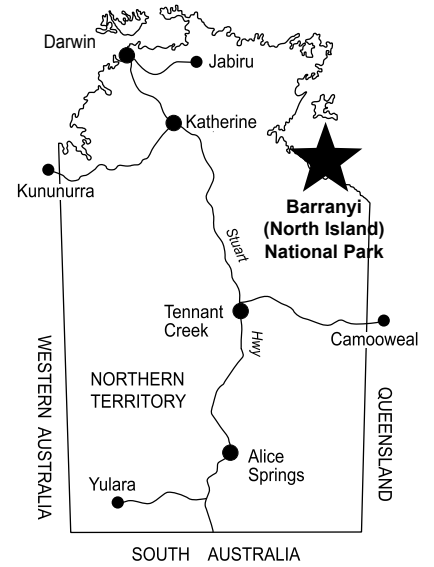 Darwin
Jabiru
Katherine
Kununurra
Barranyi
(North Island)
National Park
Stuart
Tennant
Creek
Hwy
Camooweal
WESTERN AUSTRALIA
NORTHERN
TERRITORY
QUEENSLAND
Alice
Springs
Yulara
SOUTH AUSTRALIA